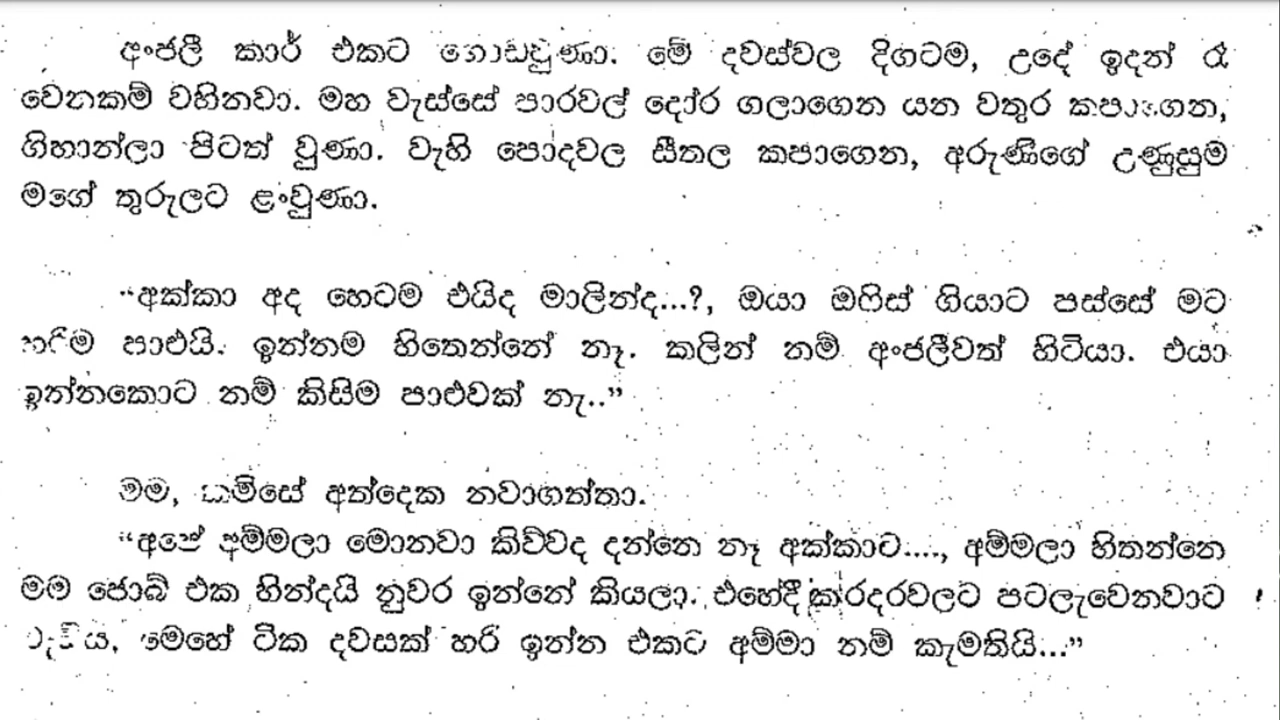 අංජලී කාර් එකට ගොඩවුණා. මේ දවස්වල දිගටම, උදේ ඉදන් රෑ
වෙනකම් වහිනවා. මහ වැස්සේ පාරවල් දෝර ගලාගෙන යන වතුර කපාගෙන,
ගිහාන්ලා පිටත් වුණා. වැහි පොදවල සීතල කපාගෙන, අරුණිගේ උණුසුම
මගේ තුරුලට ළංවුණා.
“අක්කා අද හෙටම එයිද මාලින්ද...?, ඔයා ඔෆිස් ගියාට පස්සේ මට
හරිම පාළුයි. ඉන්නම හිතෙන්නේ නෑ. කලින් නම් අංජලීවත් හිටියා. එයා
ඉන්නකොට නම් කිසිම පාළුවක් නැ..”
මම, කමිසේ අත්දෙක නවාගත්තා.
“අපේ අම්මලා මොනවා කිව්වද දන්නෙ නෑ අක්කාට...., අම්මලා හිතන්නෙ
මම ජොබ් එක හින්දයි නුවර ඉන්නේ කියලා. එහේදී කරදරවලට පටලැවෙනවාට
වැඩිය, මෙහේ ටික දවසක් හරි ඉන්න එකට අම්මා නම් කැමතියි...”